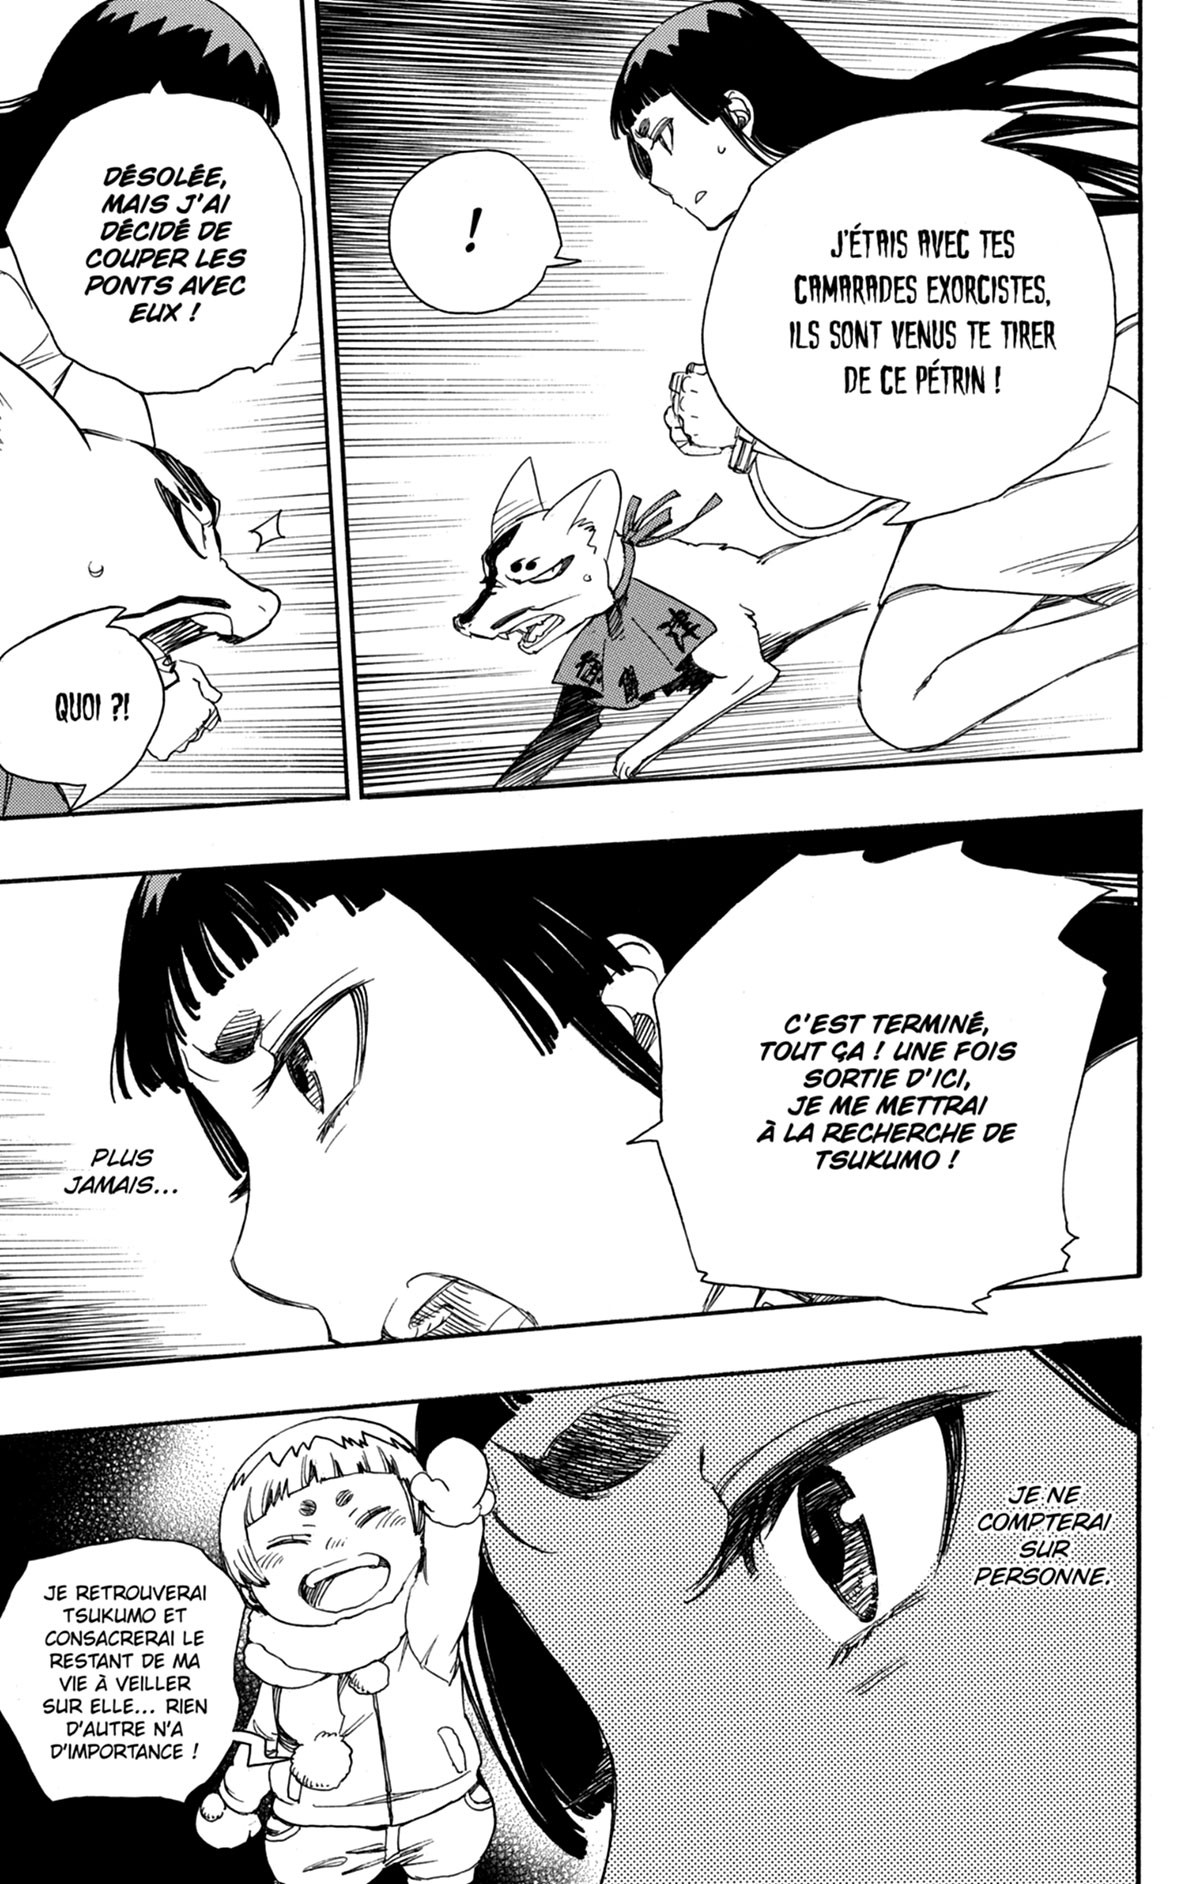 J'ÉTAIS AVEC TES
CAMARADES EXORCISTES,
ILS SONT VENUS TE TIRER
DE CE PÉTRIN !
!
DÉSOLÉE,
MAIS J'AI
DÉCIDÉ DE
COUPER LES
PONTS AVEC
EUX !
QUOI ?!
C'EST TERMINÉ,
TOUT ÇA ! UNE FOIS
SORTIE D'ICI,
JE ME METTRAI
À LA RECHERCHE DE
TSUKUMO !
PLUS
JAMAIS...
JE NE
COMPTERAI
SUR
PERSONNE.
JE RETROUVERAI
TSUKUMO ET
CONSACRERAI LE
RESTANT DE MA
VIE À VEILLER
SUR ELLE... RIEN
D'AUTRE N'A
D'IMPORTANCE !